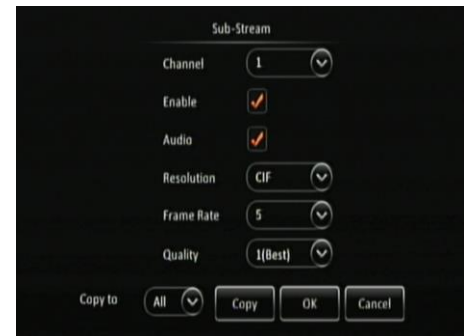 Sub-Stream
Channel 1
Enable
Audio
Resolution CIF
Frame Rate 5
Quality 1(Best)
Copy to All Copy OK Cancel